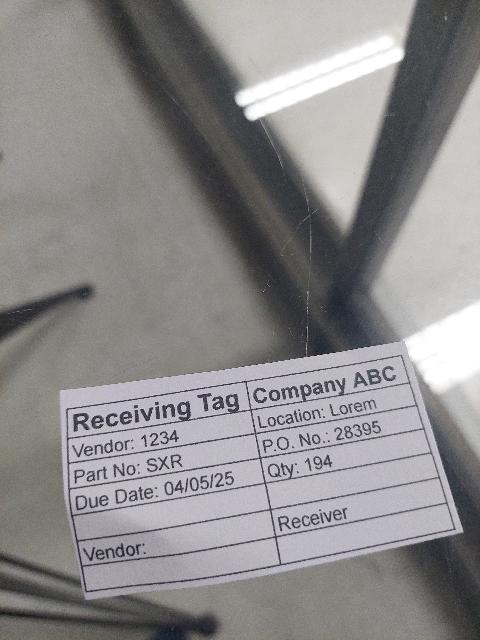 Receiving Tag Company ABC
Vendor: 1234 Location: Lorem
Part No: SXR P.O. No.: 28395
Due Date: 04/05/25 Qty: 194
Vendor: Receiver